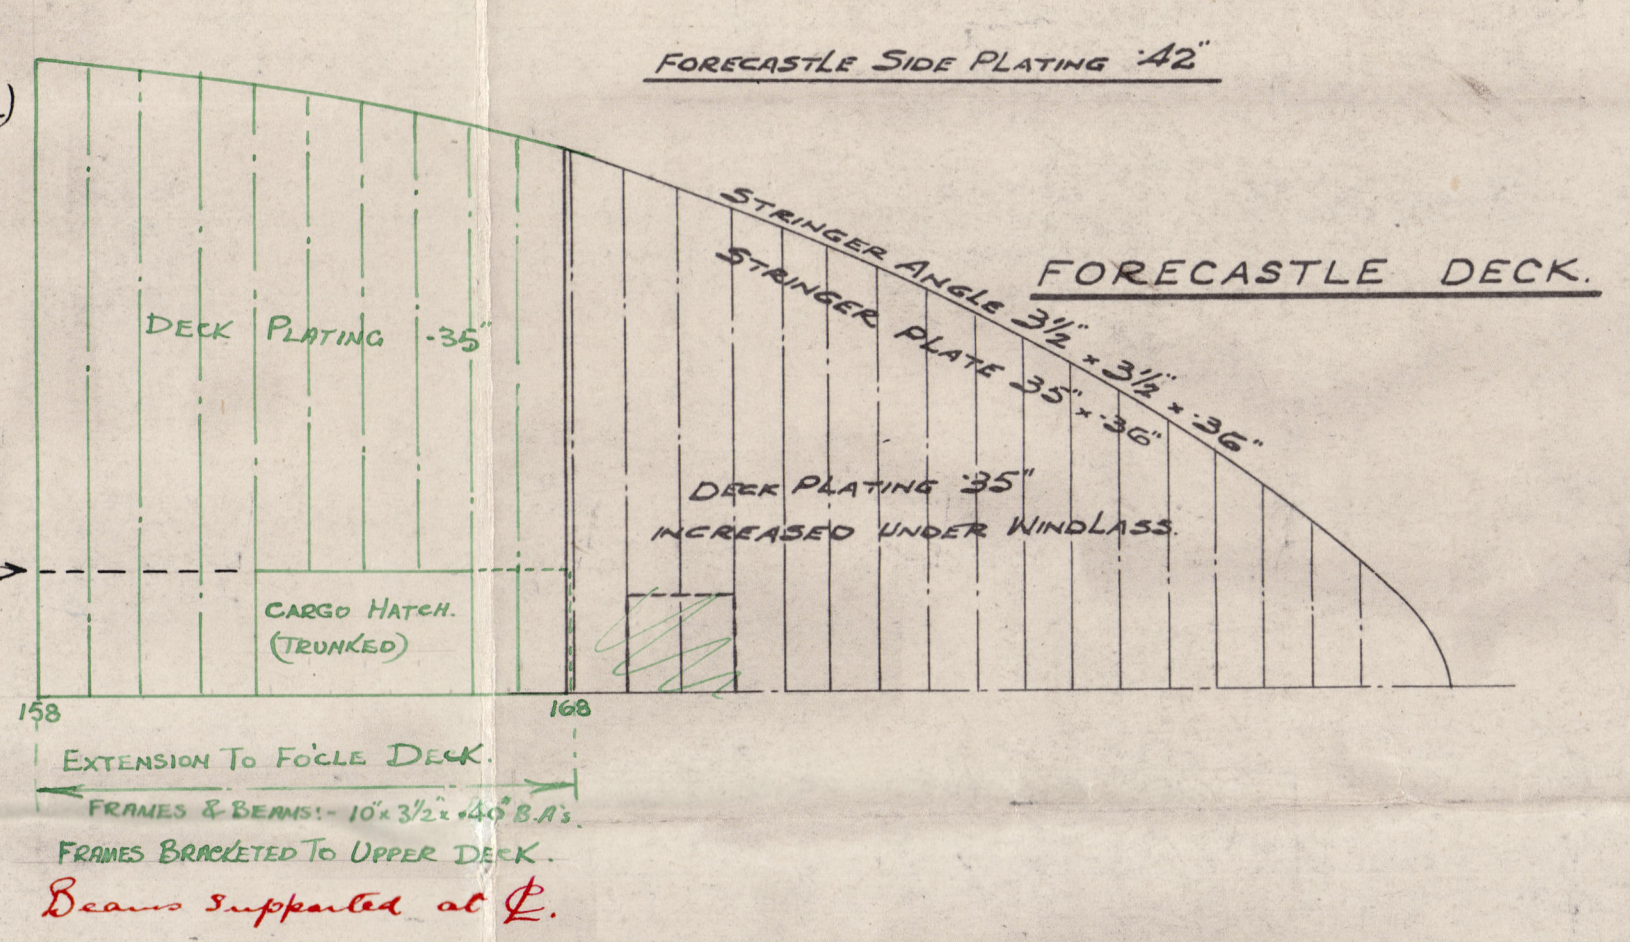 FORECASTLE SIDE PLATING ·42"
FORECASTLE DECK.
STRINGER ANGLE 3½" × 3½" × ·36"
STRINGER PLATE 35" × ·36"
DECK PLATING ·35"
DECK PLATING ·35"
INCREASED UNDER WINDLASS.
CARGO HATCH.
(TRUNKED)
158
168
EXTENSION TO FO'CLE DECK.
FRAMES & BEAMS:- 10" x 3½" x ·40" B.A's.
FRAMES BRACKETED TO UPPER DECK.
Beams supported at ℄.